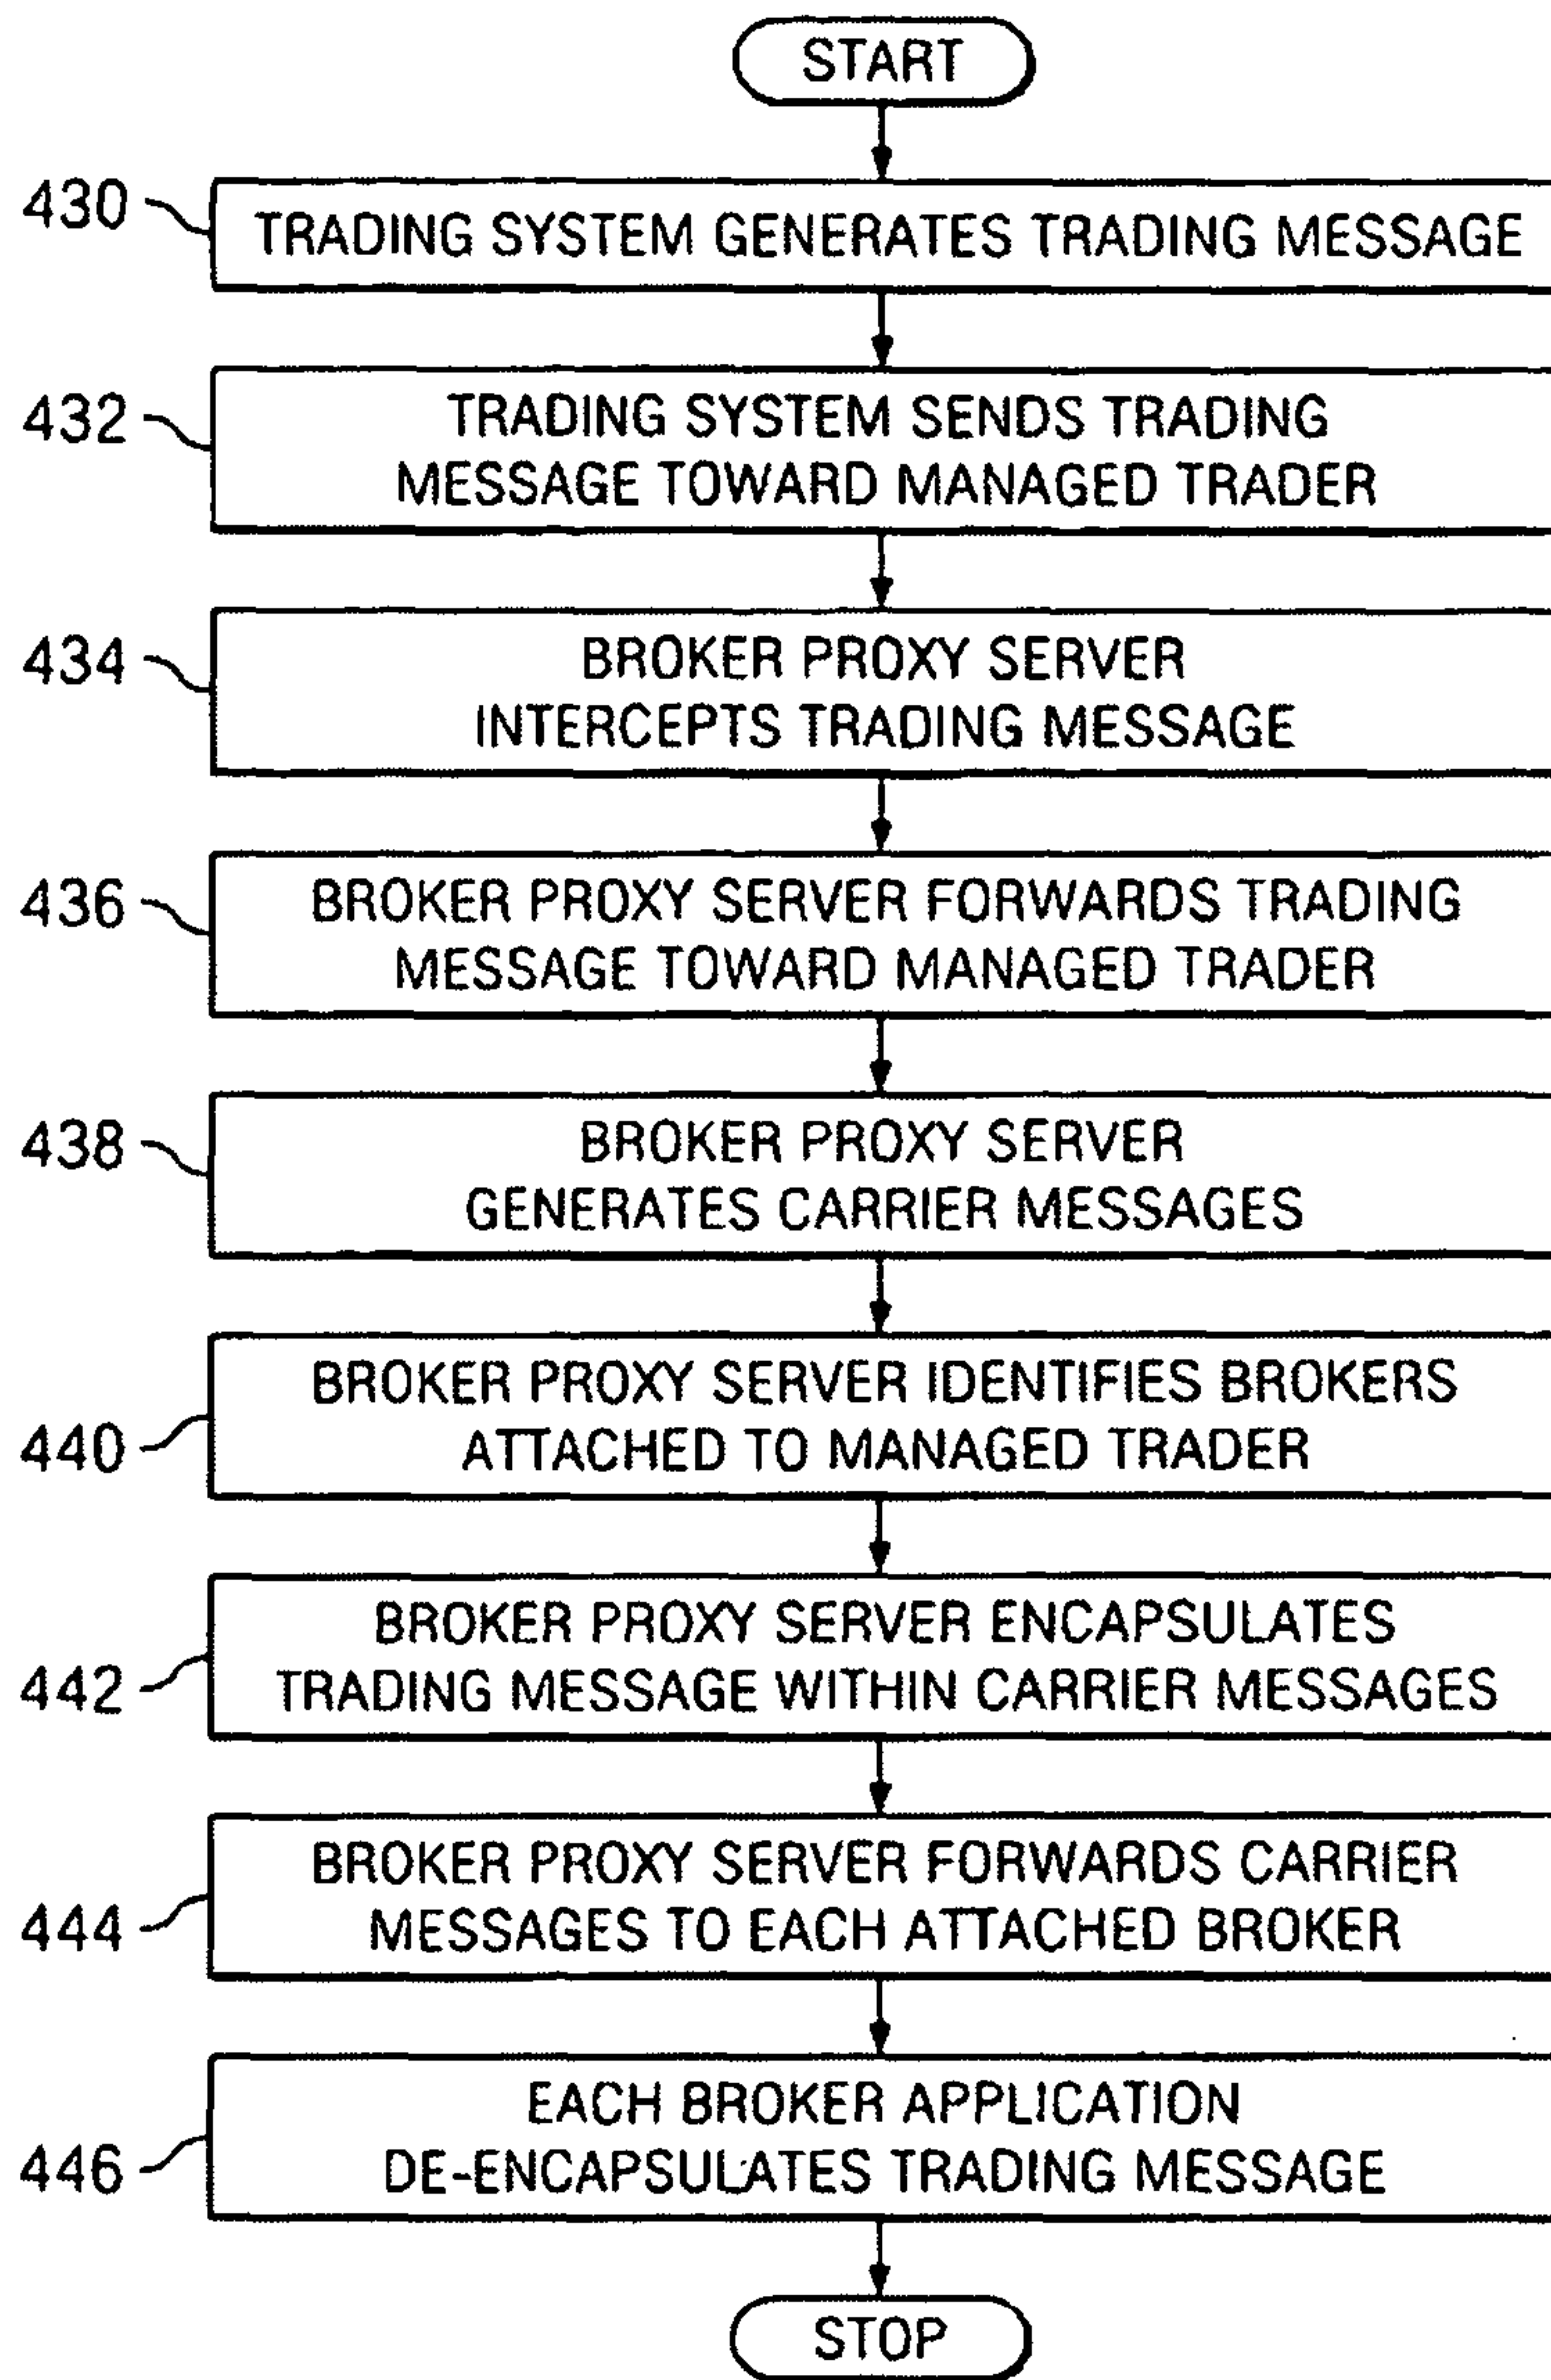 START
430
TRADING SYSTEM GENERATES TRADING MESSAGE
432
TRADING SYSTEM SENDS TRADING
MESSAGE TOWARD MANAGED TRADER
434
BROKER PROXY SERVER
INTERCEPTS TRADING MESSAGE
436
BROKER PROXY SERVER FORWARDS TRADING
MESSAGE TOWARD MANAGED TRADER
438
BROKER PROXY SERVER
GENERATES CARRIER MESSAGES
440
BROKER PROXY SERVER IDENTIFIES BROKERS
ATTACHED TO MANAGED TRADER
442
BROKER PROXY SERVER ENCAPSULATES
TRADING MESSAGE WITHIN CARRIER MESSAGES
444
BROKER PROXY SERVER FORWARDS CARRIER
MESSAGES TO EACH ATTACHED BROKER
446
EACH BROKER APPLICATION
DE-ENCAPSULATES TRADING MESSAGE
STOP